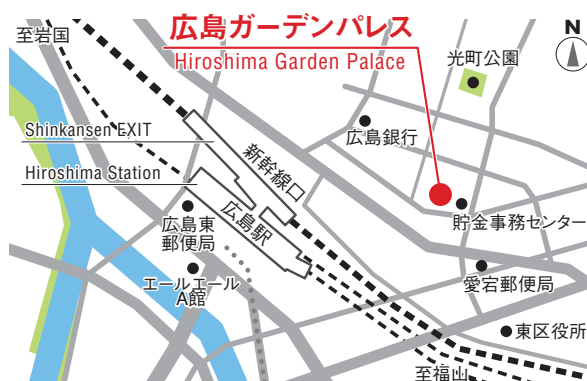 広島ガーデンパレス
Hiroshima Garden Palace
至岩国
N
光町公園
広島銀行
Shinkansen EXIT
新幹線口
Hiroshima Station
広島駅
広島東
郵便局
貯金事務センター
エールエール
A館
愛宕郵便局
東区役所
至福山